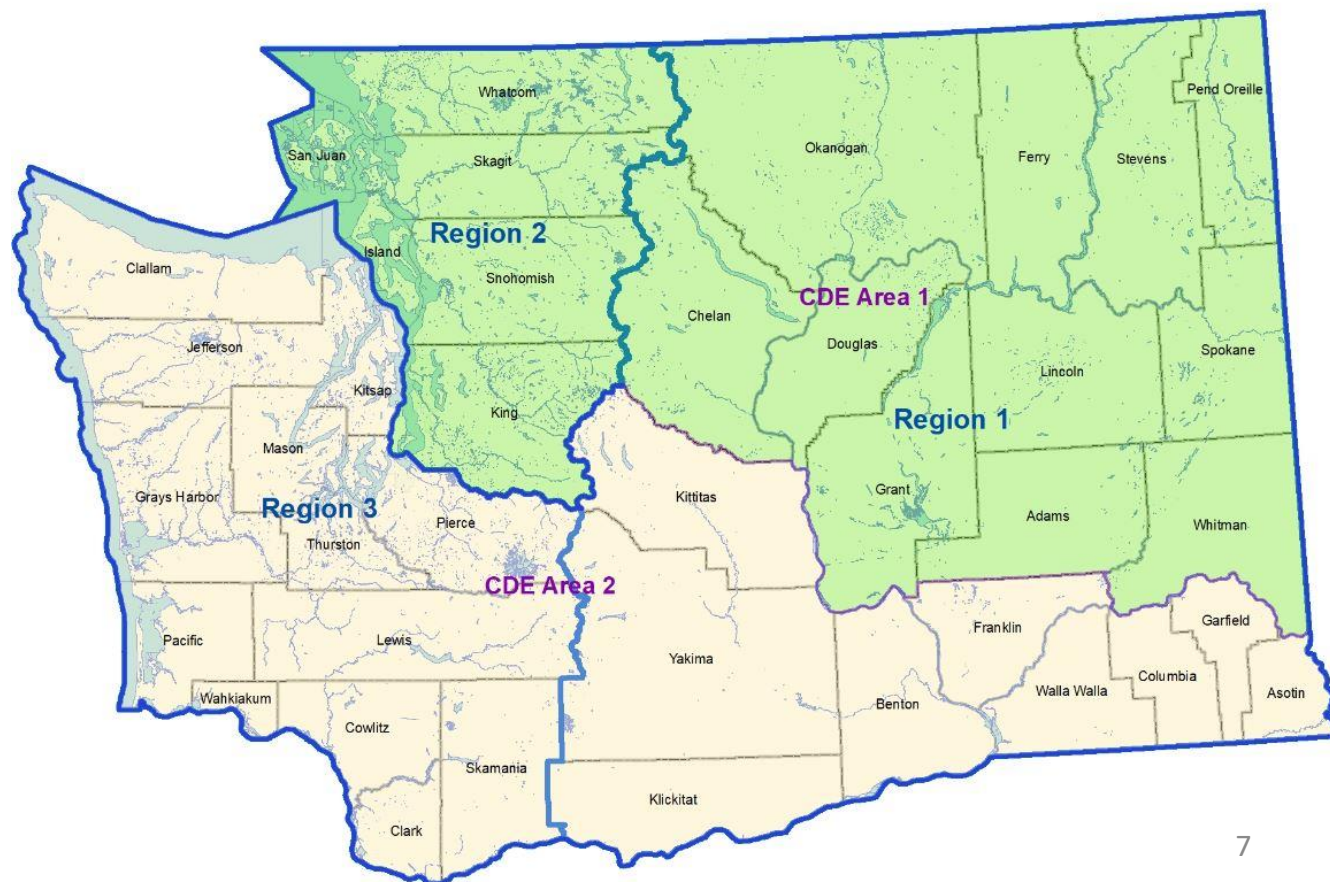 Whatcom
Pend Oreille
Okanogan
San Juan
Skagit
Ferry
Stevens
Region 2
Island
Clallam
Snohomish
CDE Area 1
Chelan
Jefferson
Douglas
Spokane
Lincoln
Kitsap
King
Region 1
Mason
Grant
Grays Harbor
Kittitas
Region 3
Pierce
Adams
Whitman
Thurston
CDE Area 2
Garfield
Franklin
Pacific
Lewis
Yakima
Columbia
Walla Walla
Asotin
Wahkiakum
Benton
Cowlitz
Skamania
Klickitat
Clark
7